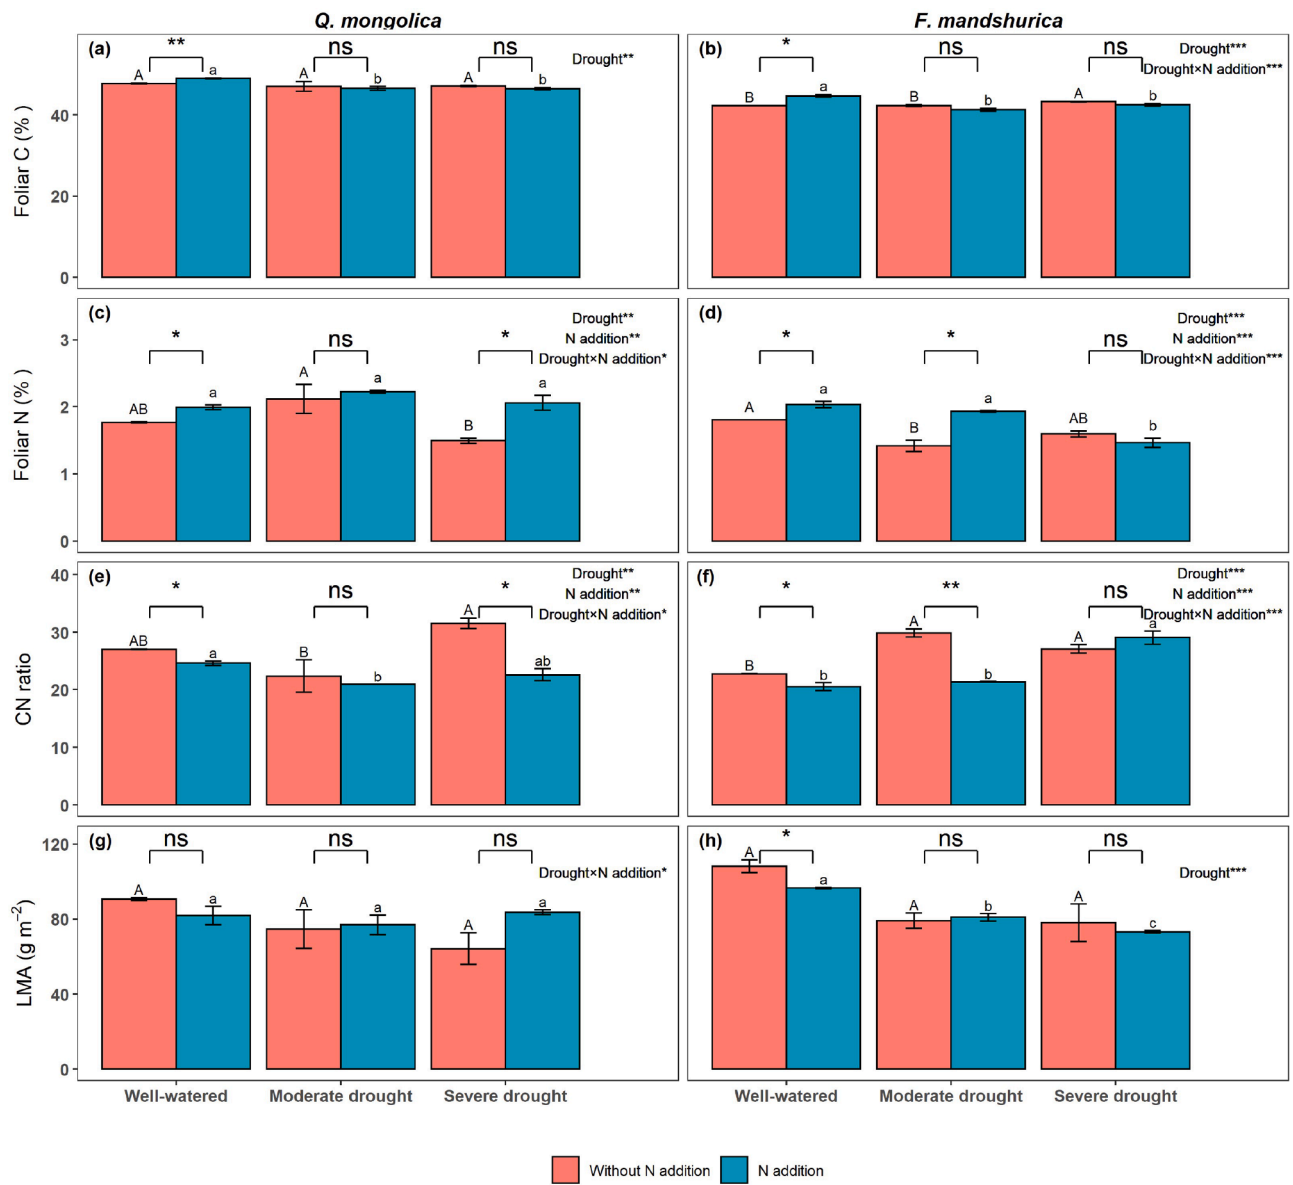 Q. mongolica
F. mandshurica
(a)
**
ns
ns
Drought**
A
a
A
b
A
b
Foliar C (%)
40
20
0
(b)
*
ns
ns
Drought***
Drought×N addition***
B
a
B
b
A
b
(c)
*
ns
*
Drought**
N addition**
Drought×N addition*
AB
a
A
a
B
a
Foliar N (%)
3
2
1
0
(d)
*
*
ns
Drought***
N addition***
Drought×N addition***
A
a
B
a
AB
b
(e)
*
ns
*
Drought**
N addition**
Drought×N addition*
AB
a
B
b
A
ab
CN ratio
40
30
20
10
0
(f)
*
**
ns
Drought***
N addition***
Drought×N addition***
B
b
A
b
A
a
(g)
ns
ns
ns
Drought×N addition*
A
a
A
a
A
a
LMA (g m⁻²)
120
80
40
0
(h)
*
ns
ns
Drought***
A
a
A
b
A
c
Well-watered
Moderate drought
Severe drought
Well-watered
Moderate drought
Severe drought
Without N addition
N addition